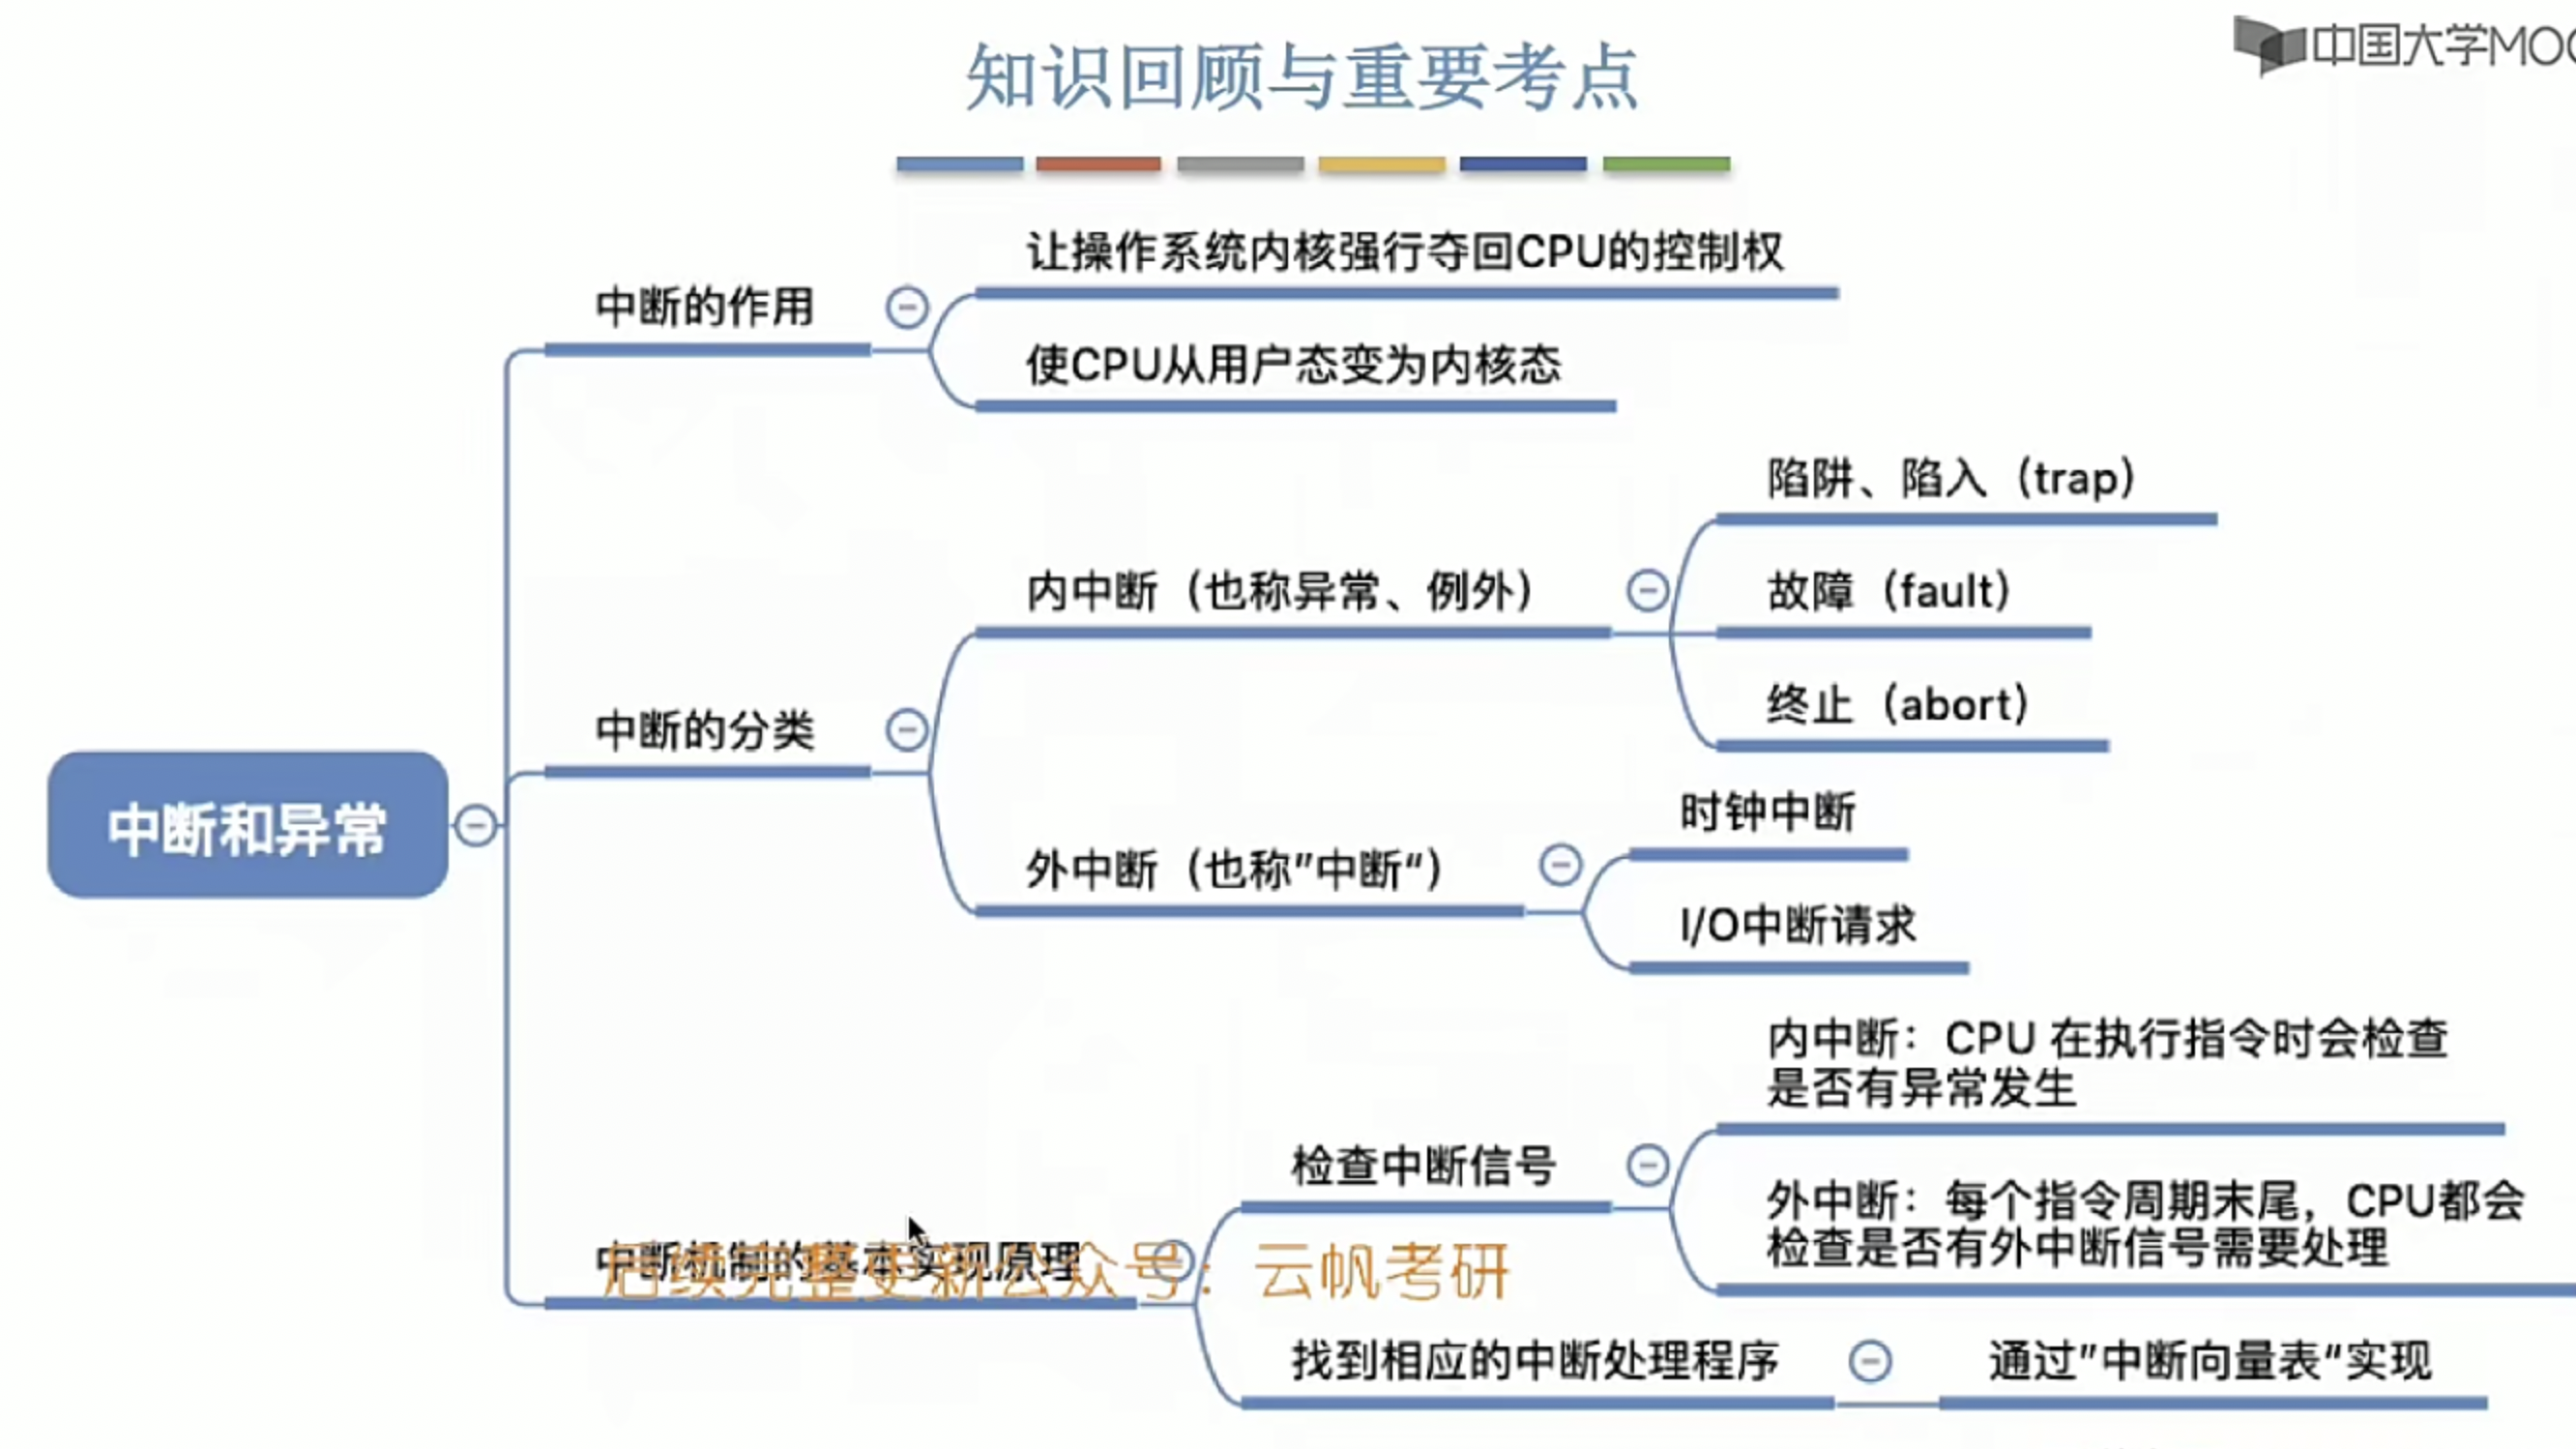 中国大学MOO
知识回顾与重要考点
让操作系统内核强行夺回CPU的控制权
中断的作用
使CPU从用户态变为内核态
陷阱、陷入（trap）
内中断（也称异常、例外）
故障（fault）
终止（abort）
中断的分类
时钟中断
中断和异常
外中断（也称”中断“）
I/O中断请求
内中断：CPU 在执行指令时会检查
是否有异常发生
检查中断信号
外中断：每个指令周期末尾，CPU都会
检查是否有外中断信号需要处理
中断机制的基本实现原理
后续完整更新公众号：云帆考研
找到相应的中断处理程序
通过”中断向量表“实现